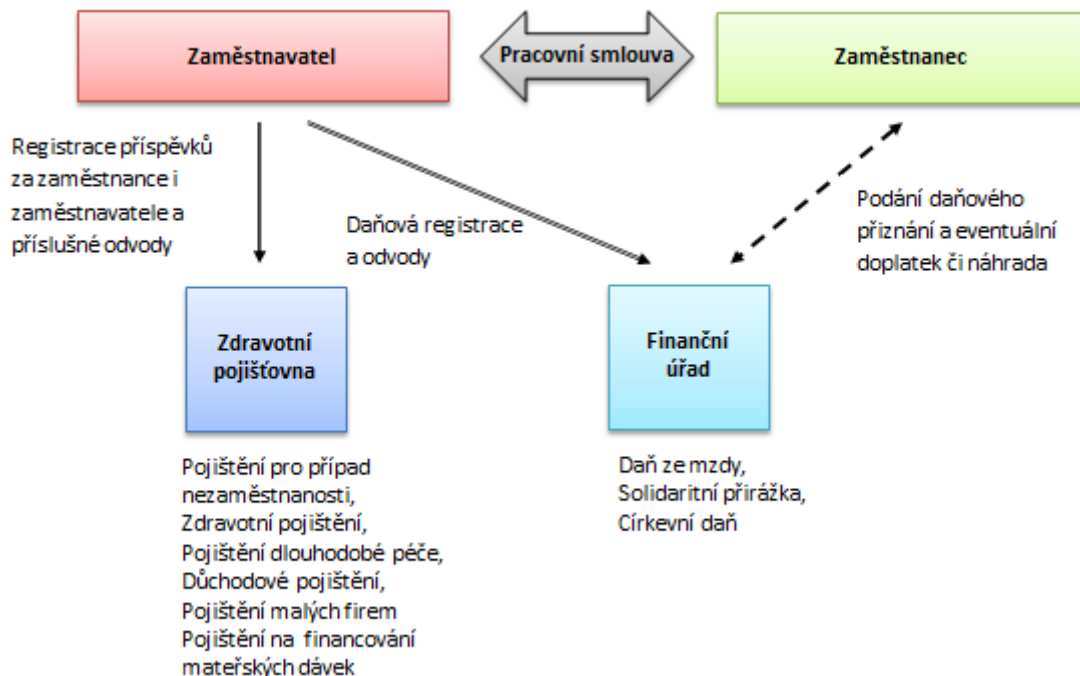 Zaměstnavatel
Pracovní smlouva
Zaměstnanec
Registrace příspěvků
za zaměstnance i
zaměstnavatele a
příslušné odvody
Daňová registrace
a odvody
Podání daňového
přiznání a eventuální
doplatek či náhrada
Zdravotní
pojišťovna
Finanční
úřad
Pojištění pro případ
nezaměstnanosti,
Zdravotní pojištění,
Pojištění dlouhodobé péče,
Důchodové pojištění,
Pojištění malých firem
Pojištění na financování
mateřských dávek
Daň ze mzdy,
Solidaritní přirážka,
Církevní daň